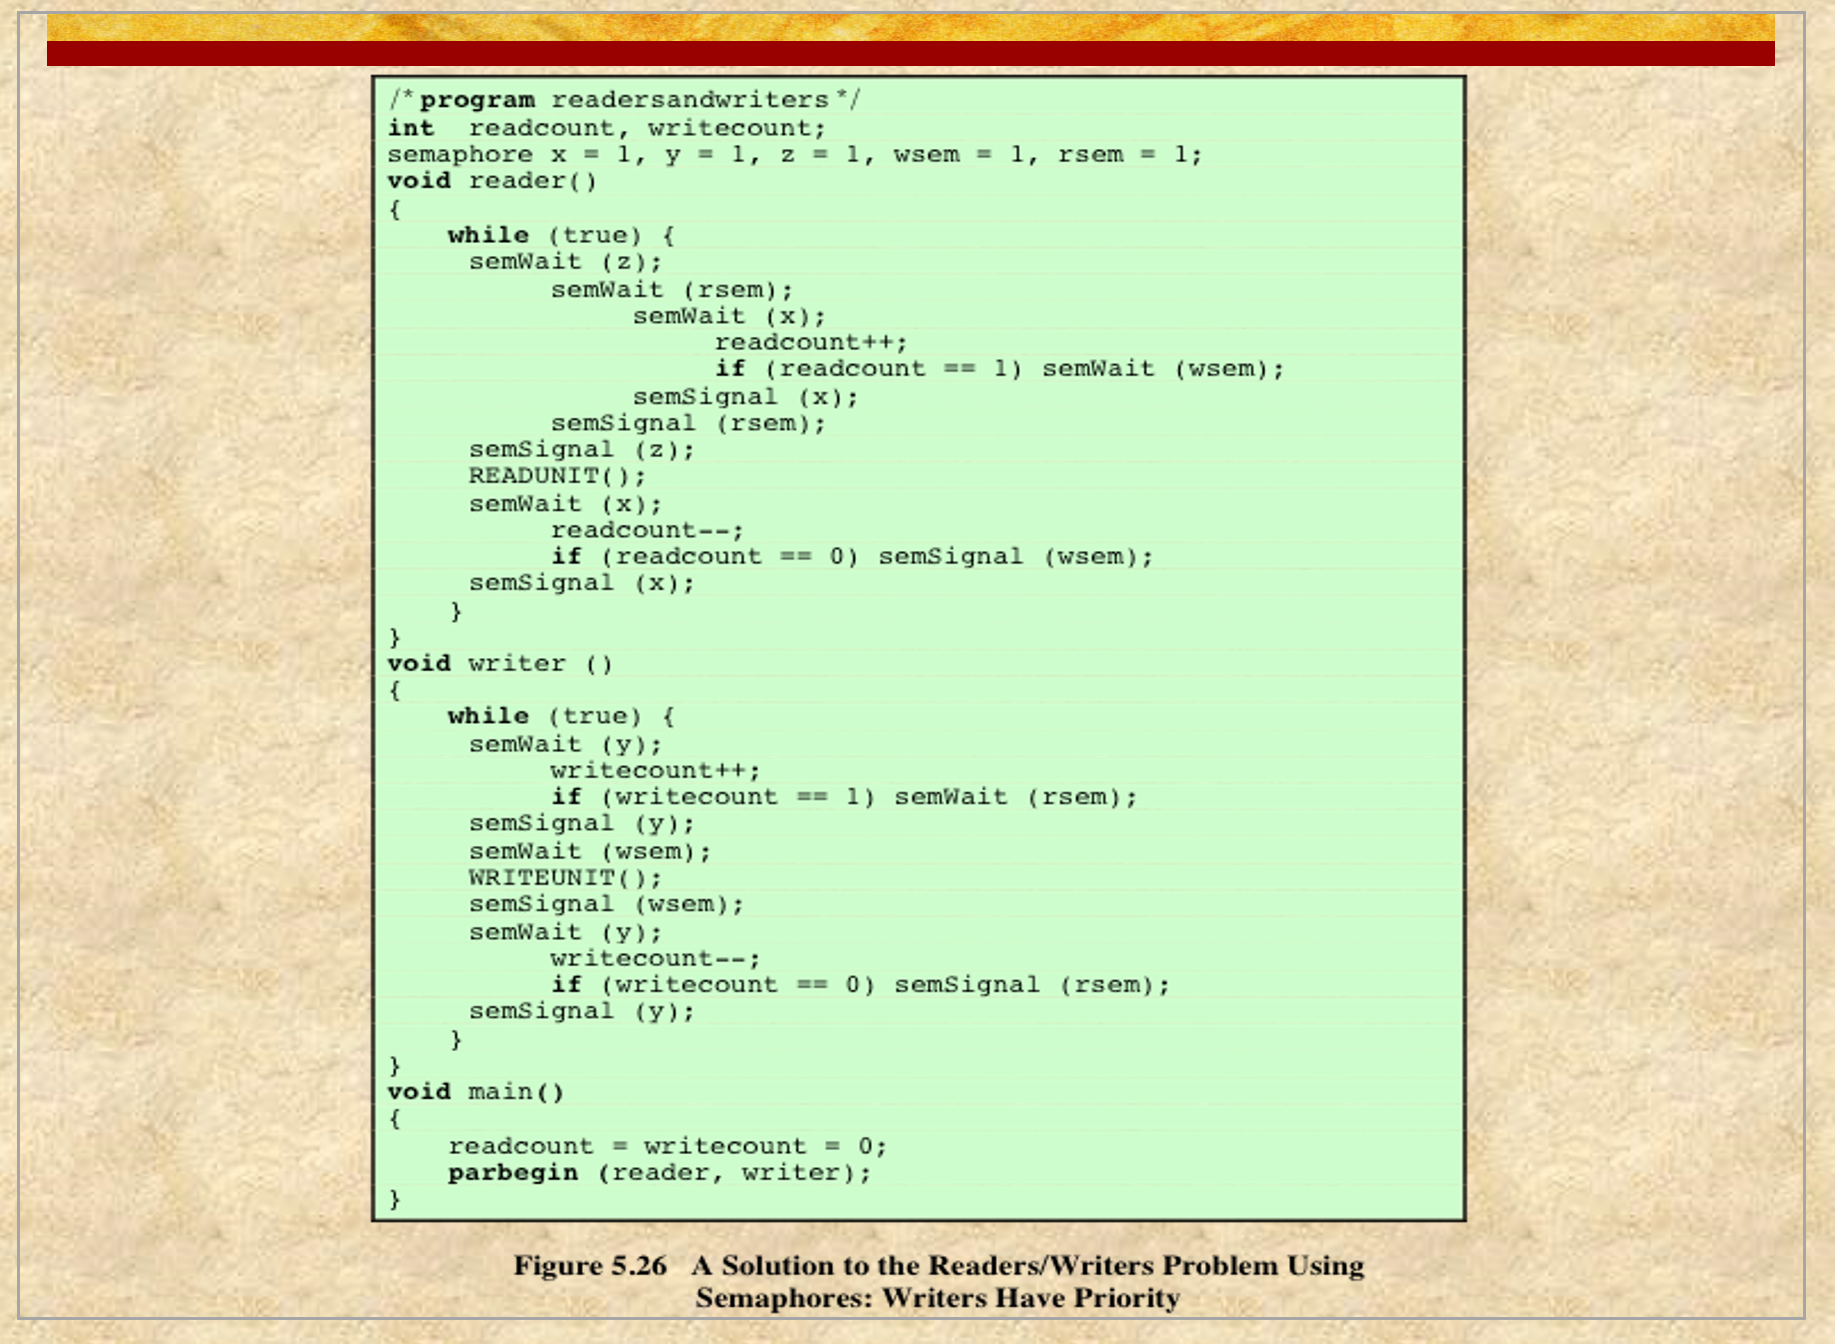 /* program readersandwriters */
int readcount, writecount;
semaphore x = 1, y = 1, z = 1, wsem = 1, rsem = 1;
void reader()
{
while (true) {
semWait (z);
semWait (rsem);
semWait (x);
readcount++;
if (readcount == 1) semWait (wsem);
semSignal (x);
semSignal (rsem);
semSignal (z);
READUNIT();
semWait (x);
readcount--;
if (readcount == 0) semSignal (wsem);
semSignal (x);
}
}
void writer ()
{
while (true) {
semWait (y);
writecount++;
if (writecount == 1) semWait (rsem);
semSignal (y);
semWait (wsem);
WRITEUNIT();
semSignal (wsem);
semWait (y);
writecount--;
if (writecount == 0) semSignal (rsem);
semSignal (y);
}
}
void main()
{
readcount = writecount = 0;
parbegin (reader, writer);
}
Figure 5.26 A Solution to the Readers/Writers Problem Using
Semaphores: Writers Have Priority